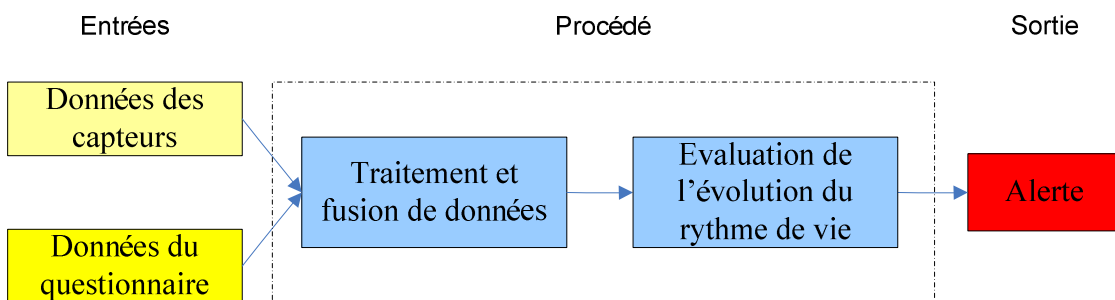 Entrées
Procédé
Sortie
Données des
capteurs
Traitement et
fusion de données
Evaluation de
l’évolution du
rythme de vie
Alerte
Données du
questionnaire